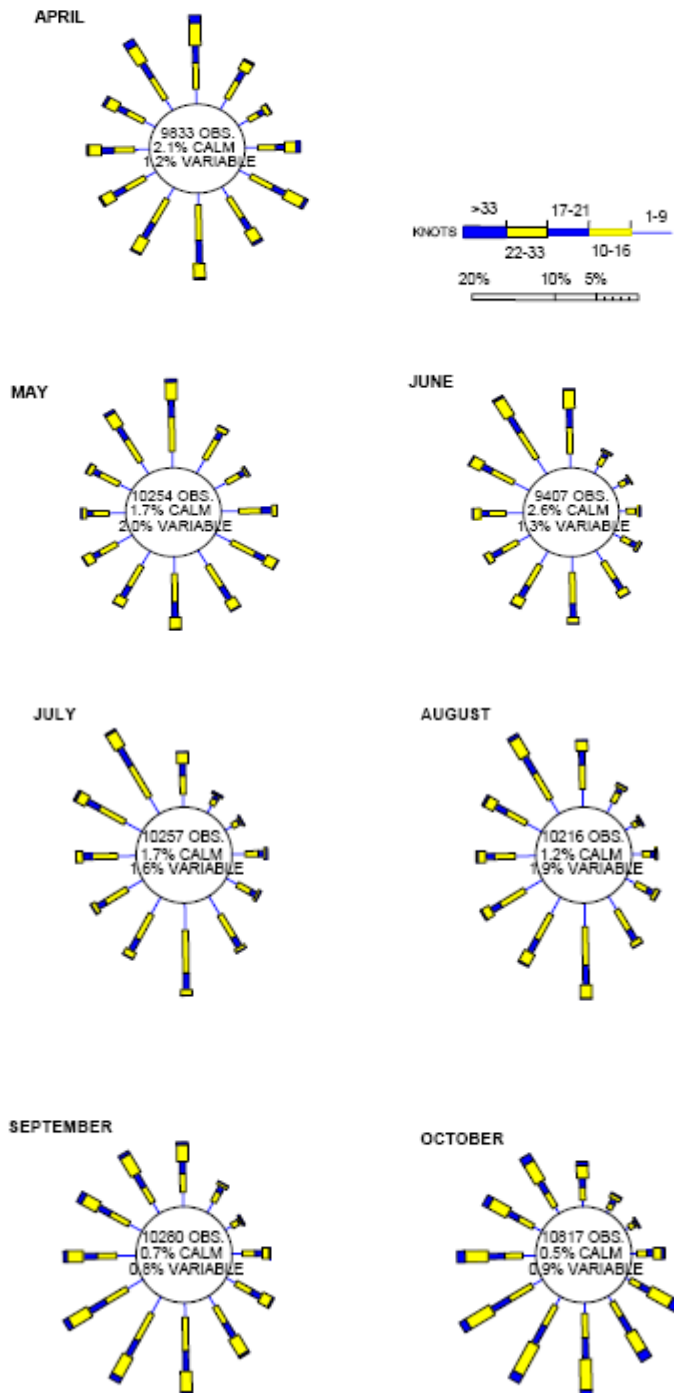 APRIL
9833 OBS.
2.1% CALM
1.2% VARIABLE
>33 17-21 1-9
KNOTS
22-33 10-16
20% 10% 5%
MAY
10254 OBS.
1.7% CALM
2.0% VARIABLE
JUNE
9407 OBS.
2.6% CALM
1.3% VARIABLE
JULY
10257 OBS.
1.7% CALM
1.6% VARIABLE
AUGUST
10216 OBS.
1.2% CALM
1.9% VARIABLE
SEPTEMBER
10280 OBS.
0.7% CALM
0.8% VARIABLE
OCTOBER
10817 OBS.
0.5% CALM
0.9% VARIABLE